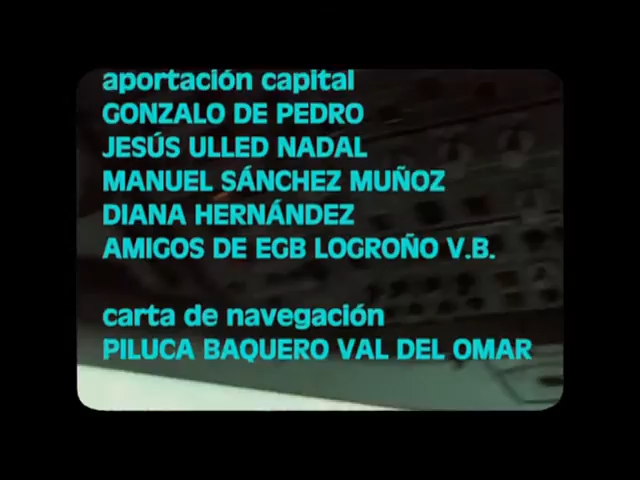 aportación capital
GONZALO DE PEDRO
JESÚS ULLED NADAL
MANUEL SÁNCHEZ MUÑOZ
DIANA HERNÁNDEZ
AMIGOS DE EGB LOGROÑO V.B.
carta de navegación
PILUCA BAQUERO VAL DEL OMAR